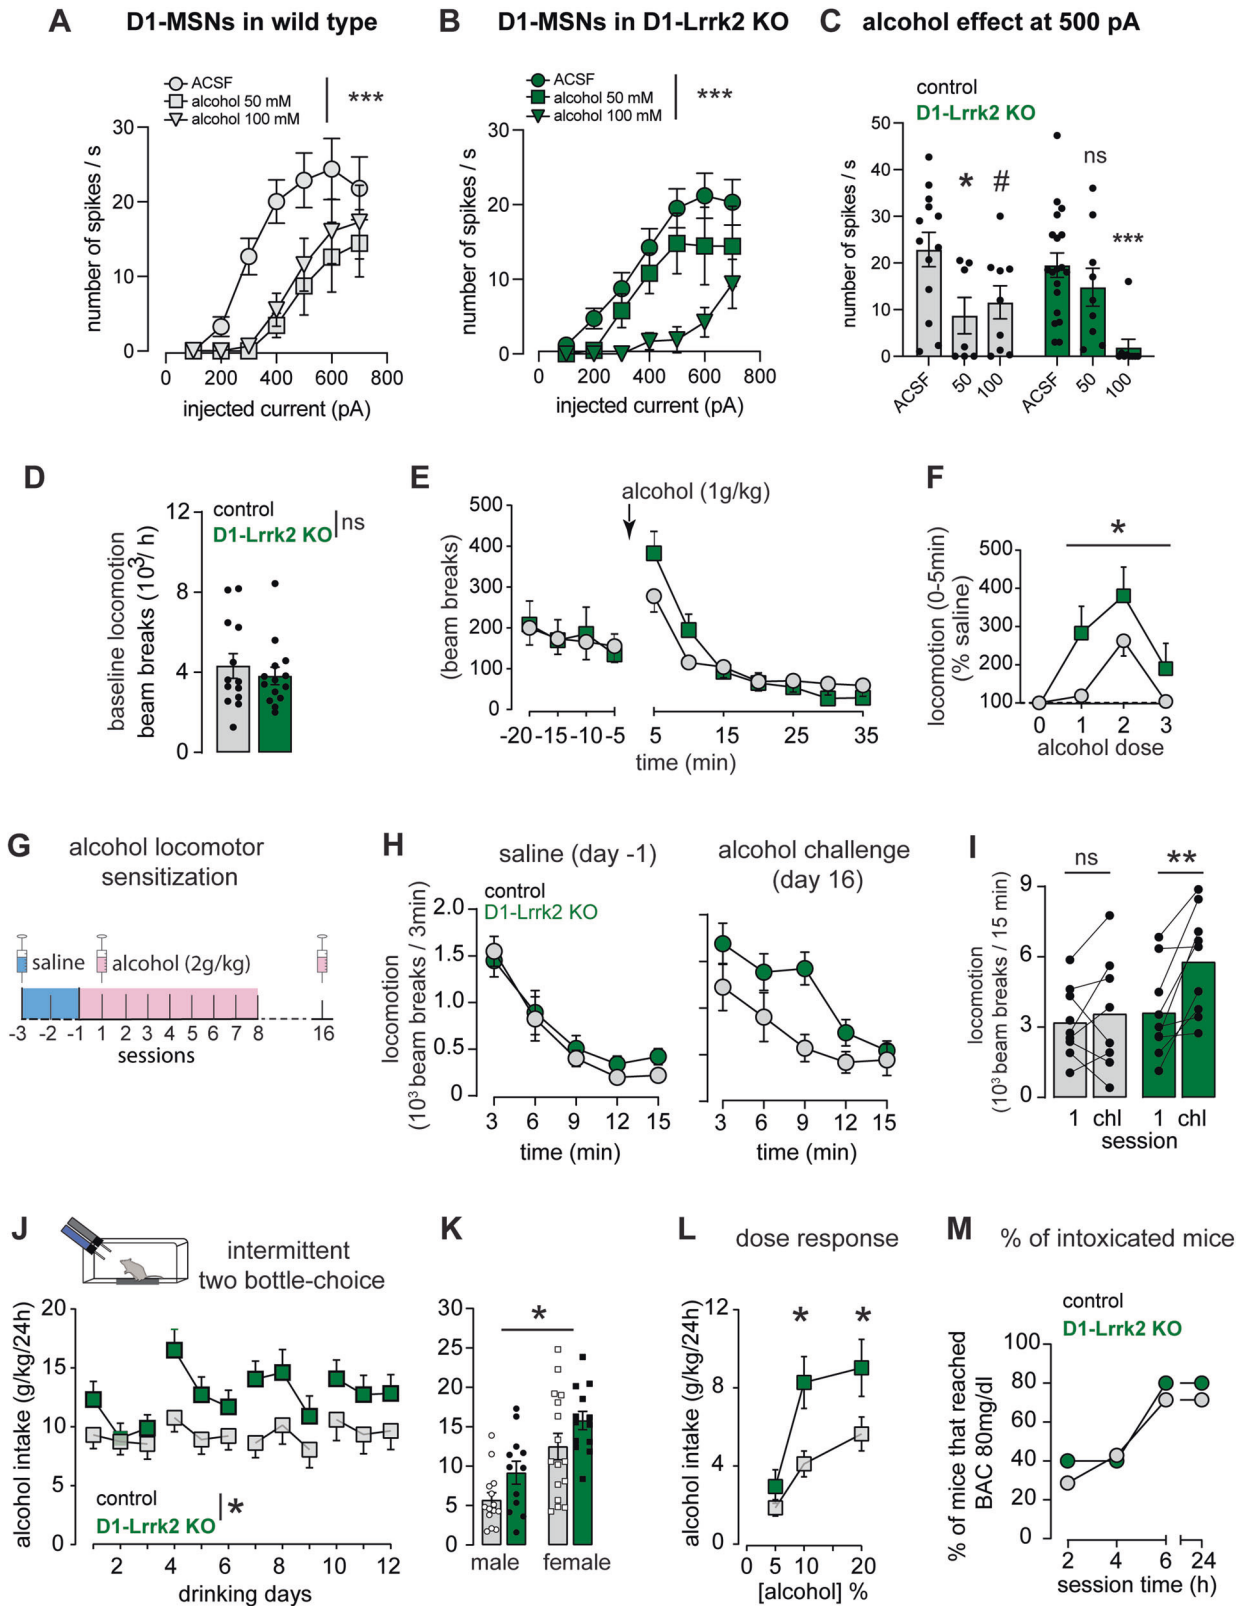 A D1-MSNs in wild type
ACSF
alcohol 50 mM
alcohol 100 mM
***
number of spikes / s
30
20
10
0
0 200 400 600 800
injected current (pA)
B D1-MSNs in D1-Lrrk2 KO
ACSF
alcohol 50 mM
alcohol 100 mM
***
number of spikes / s
30
20
10
0
0 200 400 600 800
injected current (pA)
C alcohol effect at 500 pA
control
D1-Lrrk2 KO
number of spikes / s
50
40
30
20
10
0
* # ns ***
ACSF 50 100 ACSF 50 100
D
control
D1-Lrrk2 KO ns
baseline locomotion
beam breaks (10³/ h)
12
8
4
0
E
alcohol (1g/kg)
(beam breaks)
500
400
300
200
100
0
-20 -15 -10 -5 5 15 25 35
time (min)
F
*
locomotion (0-5min)
(% saline)
500
400
300
200
100
0 1 2 3
alcohol dose
G alcohol locomotor
sensitization
saline alcohol (2g/kg)
-3 -2 -1 1 2 3 4 5 6 7 8 16
sessions
H
saline (day -1)
control
D1-Lrrk2 KO
locomotion
(10³ beam breaks / 3min)
2.0
1.5
1.0
0.5
0
3 6 9 12 15
time (min)
alcohol challenge
(day 16)
3 6 9 12 15
time (min)
I
ns **
locomotion
(10³ beam breaks / 15 min)
9
6
3
0
1 chl 1 chl
session
J intermittent
two bottle-choice
alcohol intake (g/kg/24h)
20
15
10
5
0
control
D1-Lrrk2 KO *
2 4 6 8 10 12
drinking days
K
*
30
25
20
15
10
5
0
male female
L dose response
* *
alcohol intake (g/kg/24h)
12
8
4
0
0 5 10 20
[alcohol] %
M % of intoxicated mice
control
D1-Lrrk2 KO
% of mice that reached
BAC 80mg/dl
100
80
60
40
20
0
2 4 6 24
session time (h)